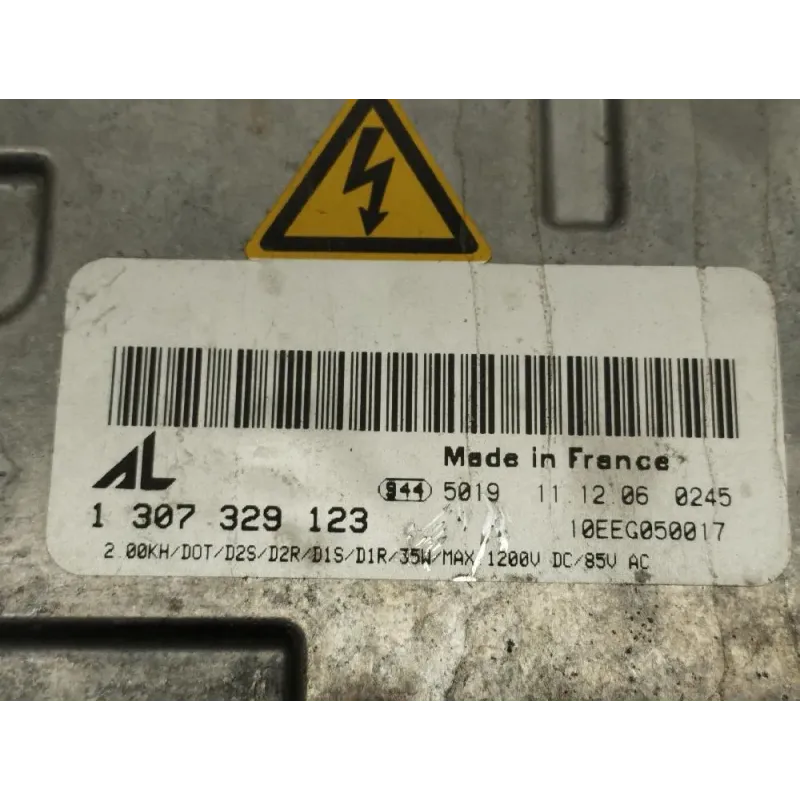 AL
Made in France
944 5019 11.12.06 0245
1 307 329 123
10EEG050017
2.00KH/DOT/D2S/D2R/D1S/D1R/35W/MAX 1200V DC/85V AC